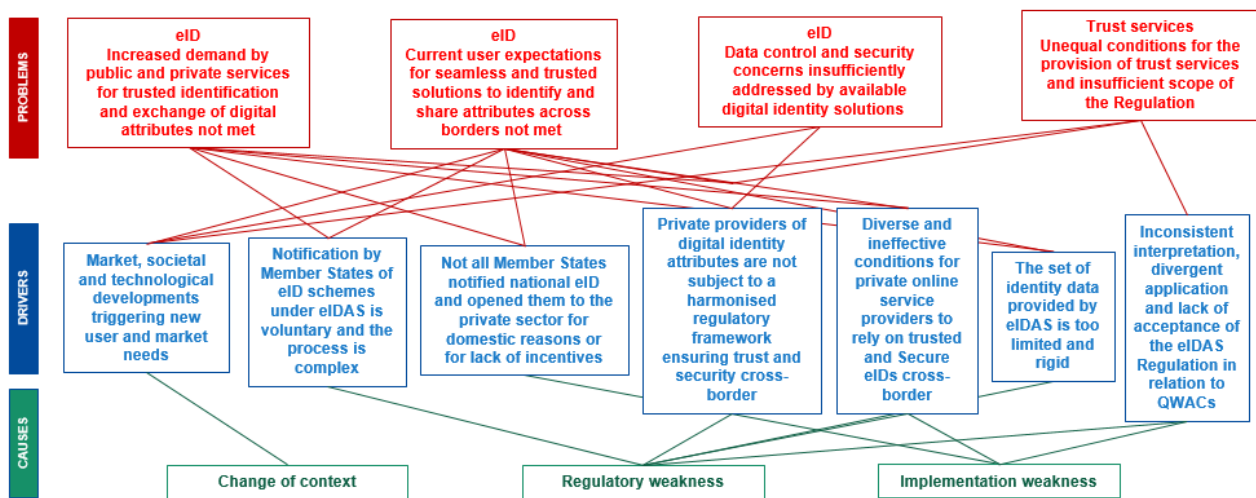 PROBLEMS
eID
Increased demand by
public and private services
for trusted identification
and exchange of digital
attributes not met
eID
Current user expectations
for seamless and trusted
solutions to identify and
share attributes across
borders not met
eID
Data control and security
concerns insufficiently
addressed by available
digital identity solutions
Trust services
Unequal conditions for the
provision of trust services
and insufficient scope of
the Regulation
DRIVERS
Market, societal
and technological
developments
triggering new
user and market
needs
Notification by
Member States of
eID schemes
under eIDAS is
voluntary and the
process is
complex
Not all Member States
notified national eID
and opened them to the
private sector for
domestic reasons or
for lack of incentives
Private providers of
digital identity
attributes are not
subject to a
harmonised
regulatory
framework
ensuring trust and
security cross-
border
Diverse and
ineffective
conditions for
private online
service
providers to
rely on trusted
and Secure
eIDs cross-
border
The set of
identity data
provided by
eIDAS is too
limited and
rigid
Inconsistent
interpretation,
divergent
application
and lack of
acceptance of
the eIDAS
Regulation in
relation to
QWACs
CAUSES
Change of context
Regulatory weakness
Implementation weakness